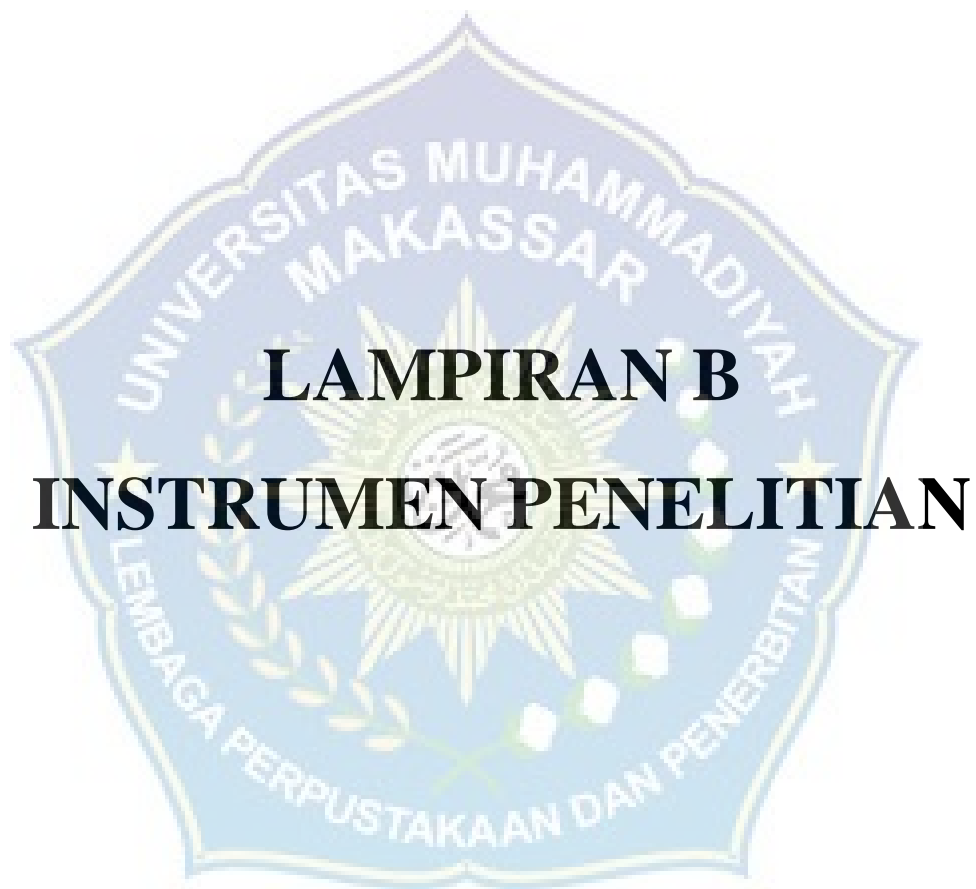 UNIVERSITAS MUHAMMADIYAH
MAKASSAR
LAMPIRAN B
INSTRUMEN PENELITIAN
LEMBAGA PERPUSTAKAAN DAN PENERBITAN